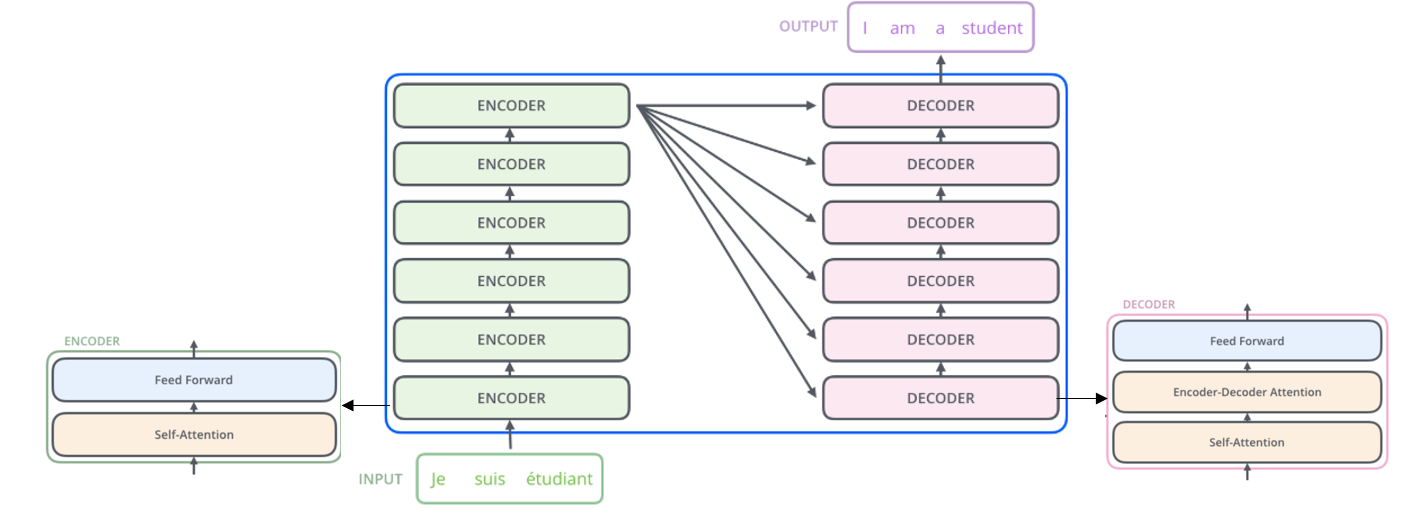 OUTPUT I am a student
ENCODER DECODER
ENCODER DECODER
ENCODER DECODER
ENCODER DECODER
ENCODER DECODER
ENCODER DECODER
INPUT Je suis étudiant
ENCODER
Feed Forward
Self-Attention
DECODER
Feed Forward
Encoder-Decoder Attention
Self-Attention